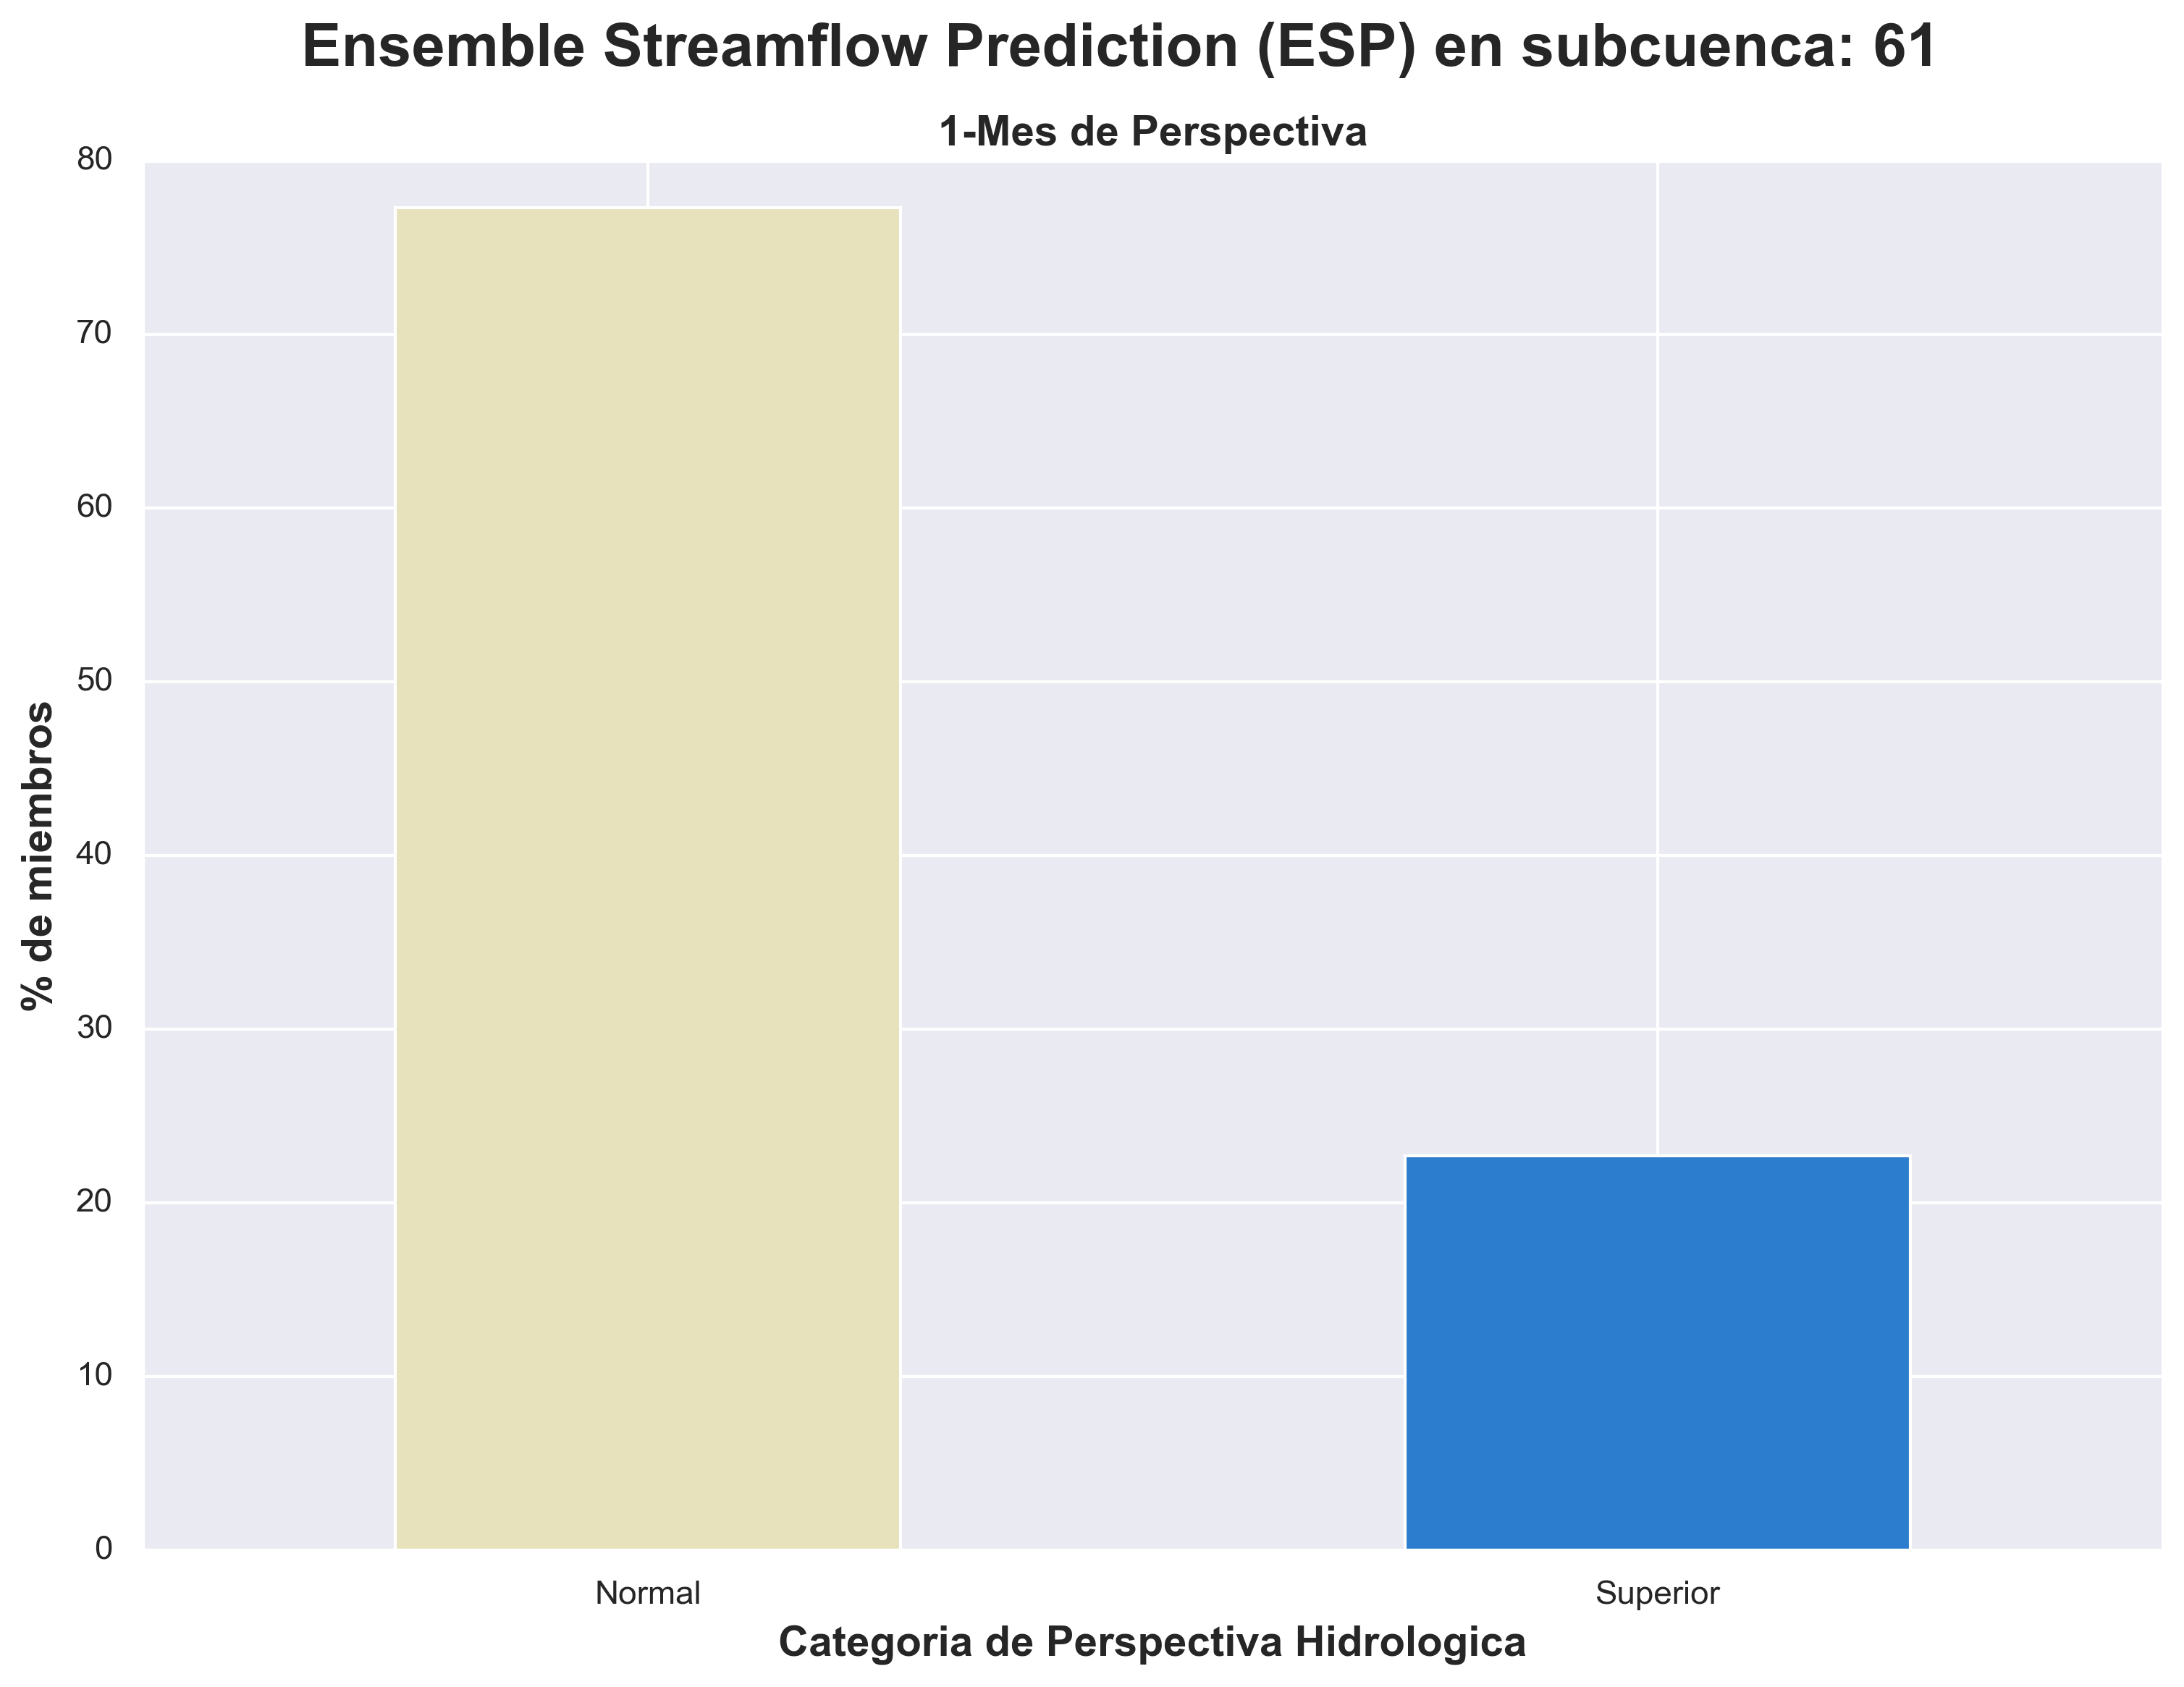 Ensemble Streamflow Prediction (ESP) en subcuenca: 61
1-Mes de Perspectiva
80
70
60
50
40
30
20
10
0
% de miembros
Normal
Superior
Categoria de Perspectiva Hidrologica